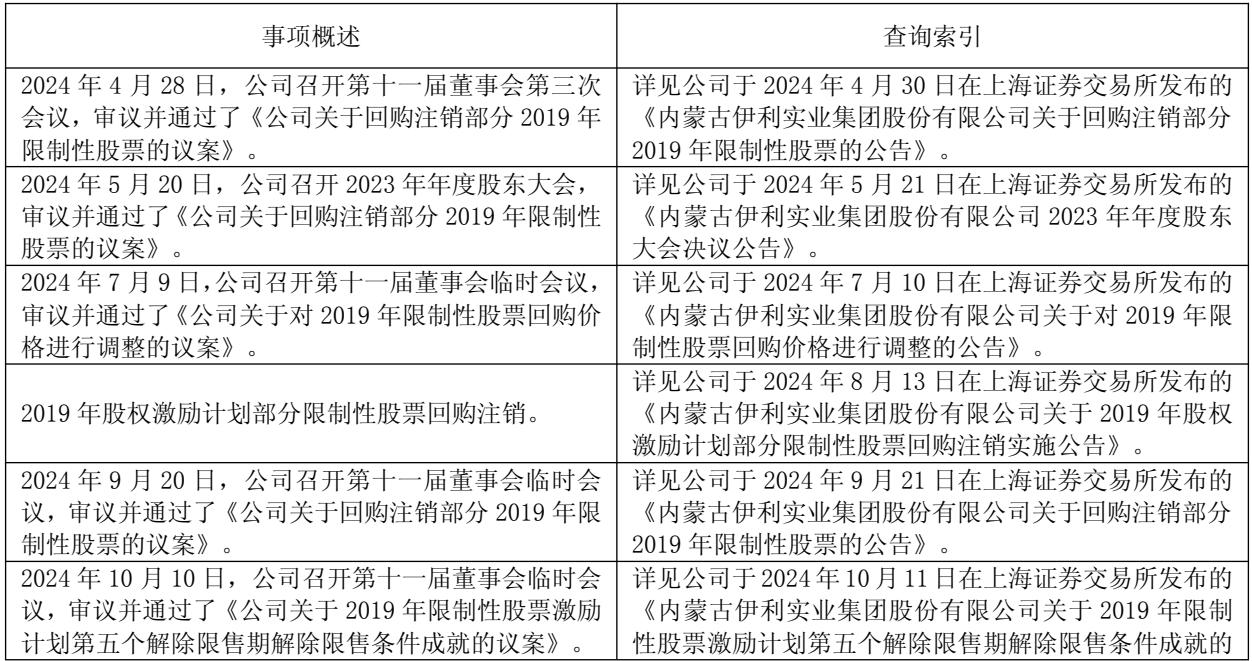 事项概述
查询索引
2024 年 4 月 28 日，公司召开第十一届董事会第三次
会议，审议并通过了《公司关于回购注销部分 2019 年
限制性股票的议案》。
详见公司于 2024 年 4 月 30 日在上海证券交易所发布的
《内蒙古伊利实业集团股份有限公司关于回购注销部分
2019 年限制性股票的公告》。
2024 年 5 月 20 日，公司召开 2023 年年度股东大会，
审议并通过了《公司关于回购注销部分 2019 年限制性
股票的议案》。
详见公司于 2024 年 5 月 21 日在上海证券交易所发布的
《内蒙古伊利实业集团股份有限公司 2023 年年度股东
大会决议公告》。
2024 年 7 月 9 日，公司召开第十一届董事会临时会议，
审议并通过了《公司关于对 2019 年限制性股票回购价
格进行调整的议案》。
详见公司于 2024 年 7 月 10 日在上海证券交易所发布的
《内蒙古伊利实业集团股份有限公司关于对 2019 年限
制性股票回购价格进行调整的公告》。
2019 年股权激励计划部分限制性股票回购注销。
详见公司于 2024 年 8 月 13 日在上海证券交易所发布的
《内蒙古伊利实业集团股份有限公司关于 2019 年股权
激励计划部分限制性股票回购注销实施公告》。
2024 年 9 月 20 日，公司召开第十一届董事会临时会
议，审议并通过了《公司关于回购注销部分 2019 年限
制性股票的议案》。
详见公司于 2024 年 9 月 21 日在上海证券交易所发布的
《内蒙古伊利实业集团股份有限公司关于回购注销部分
2019 年限制性股票的公告》。
2024 年 10 月 10 日，公司召开第十一届董事会临时会
议，审议并通过了《公司关于 2019 年限制性股票激励
计划第五个解除限售期解除限售条件成就的议案》。
详见公司于 2024 年 10 月 11 日在上海证券交易所发布的
《内蒙古伊利实业集团股份有限公司关于 2019 年限制
性股票激励计划第五个解除限售期解除限售条件成就的